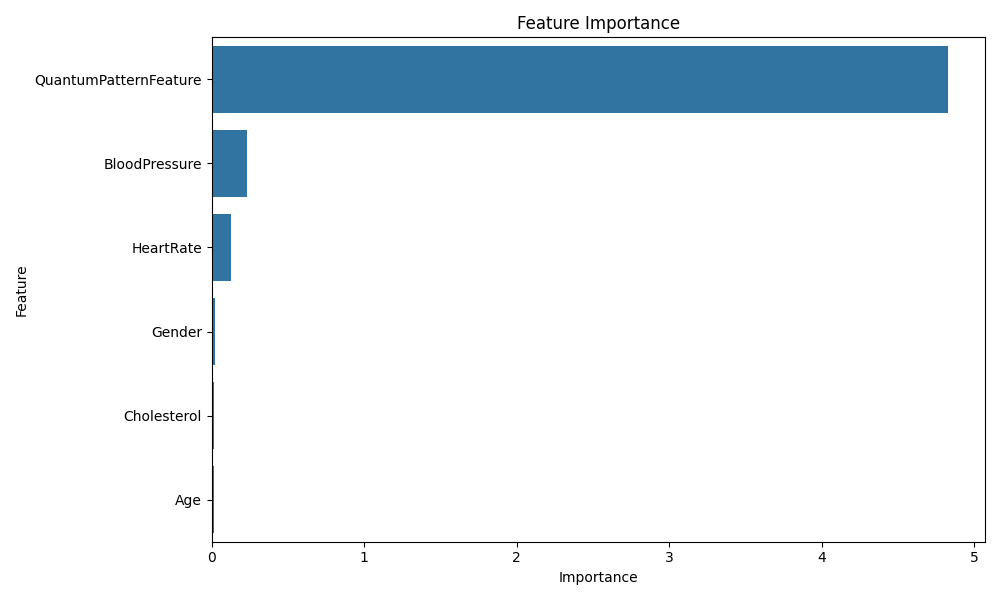 Feature Importance
QuantumPatternFeature
BloodPressure
HeartRate
Gender
Cholesterol
Age
Feature
0 1 2 3 4 5
Importance